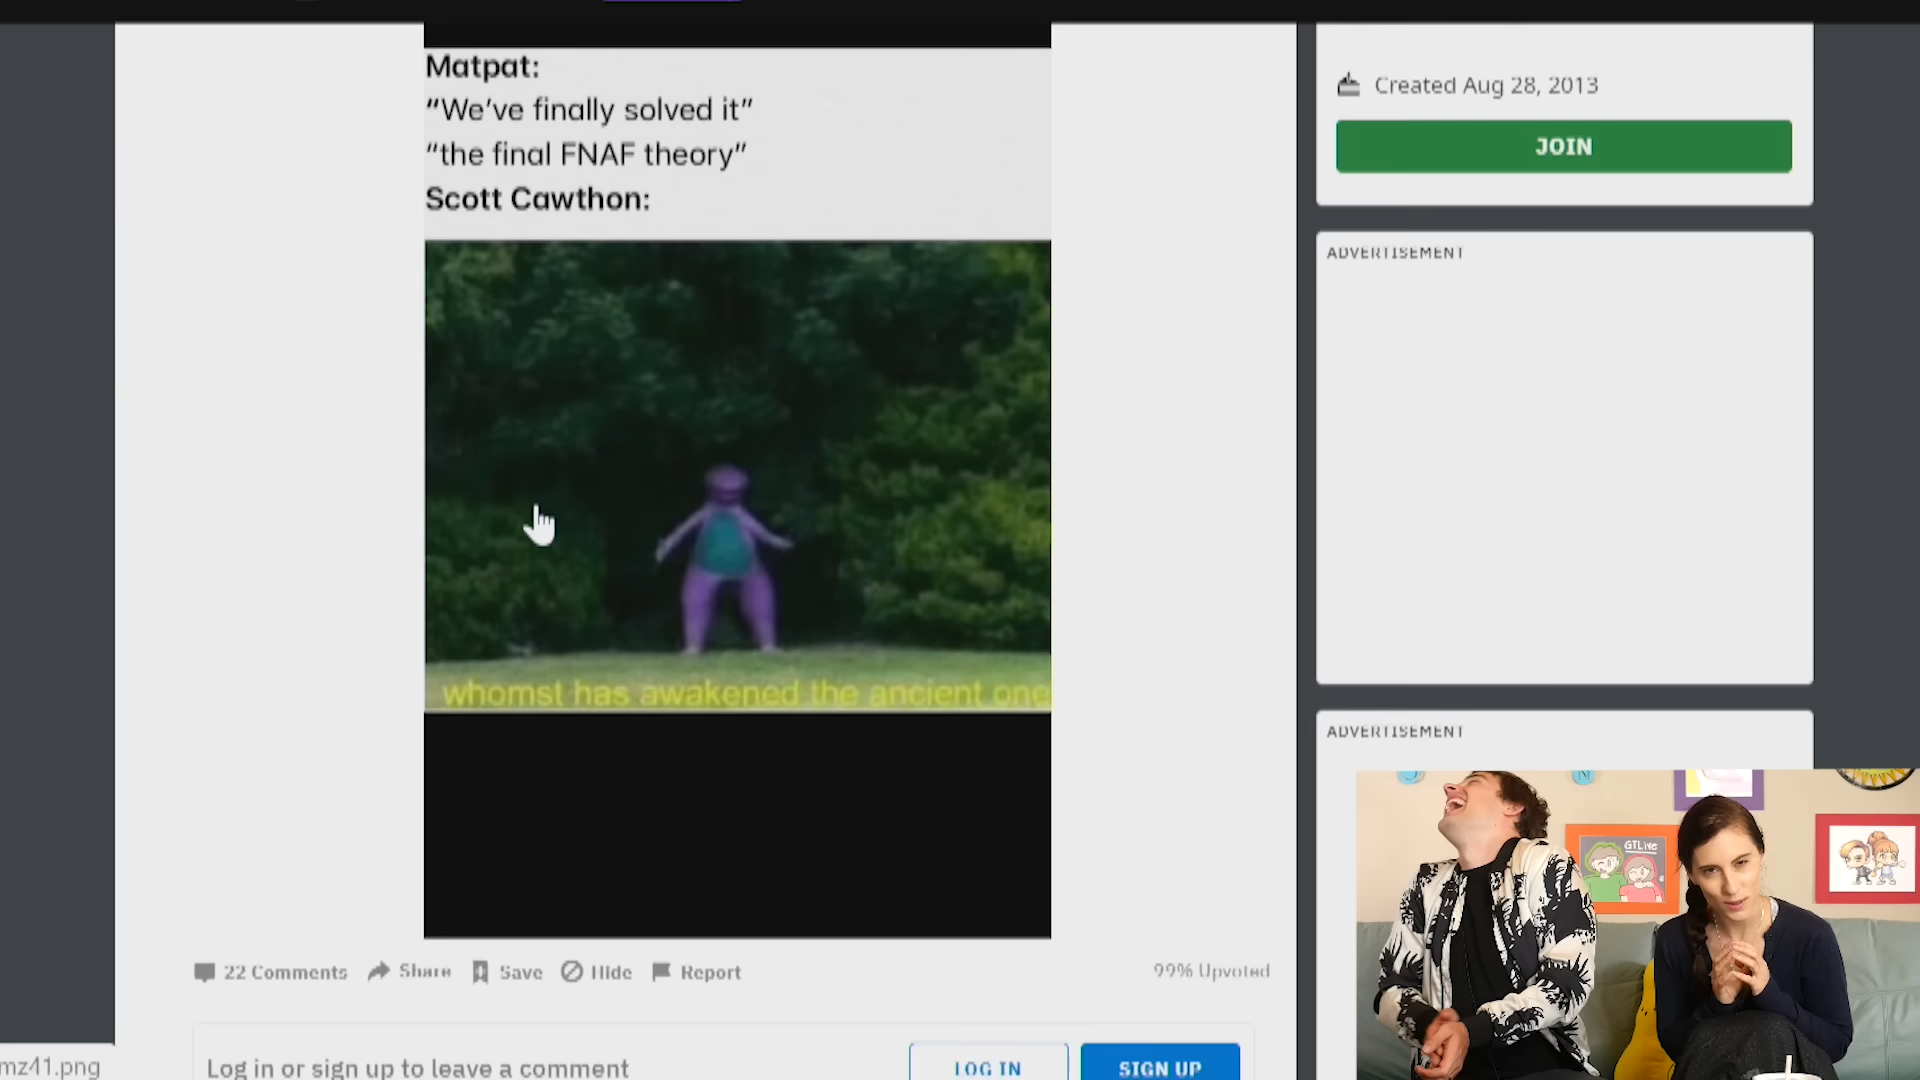 Matpat:
“We’ve finally solved it”
“the final FNAF theory”
Scott Cawthon:
whomst has awakened the ancient one
22 Comments Share Save Hide Report
99% Upvoted
Log in or sign up to leave a comment
LOG IN
SIGN UP
mz41.png
Created Aug 28, 2013
JOIN
ADVERTISEMENT
ADVERTISEMENT
GTLive